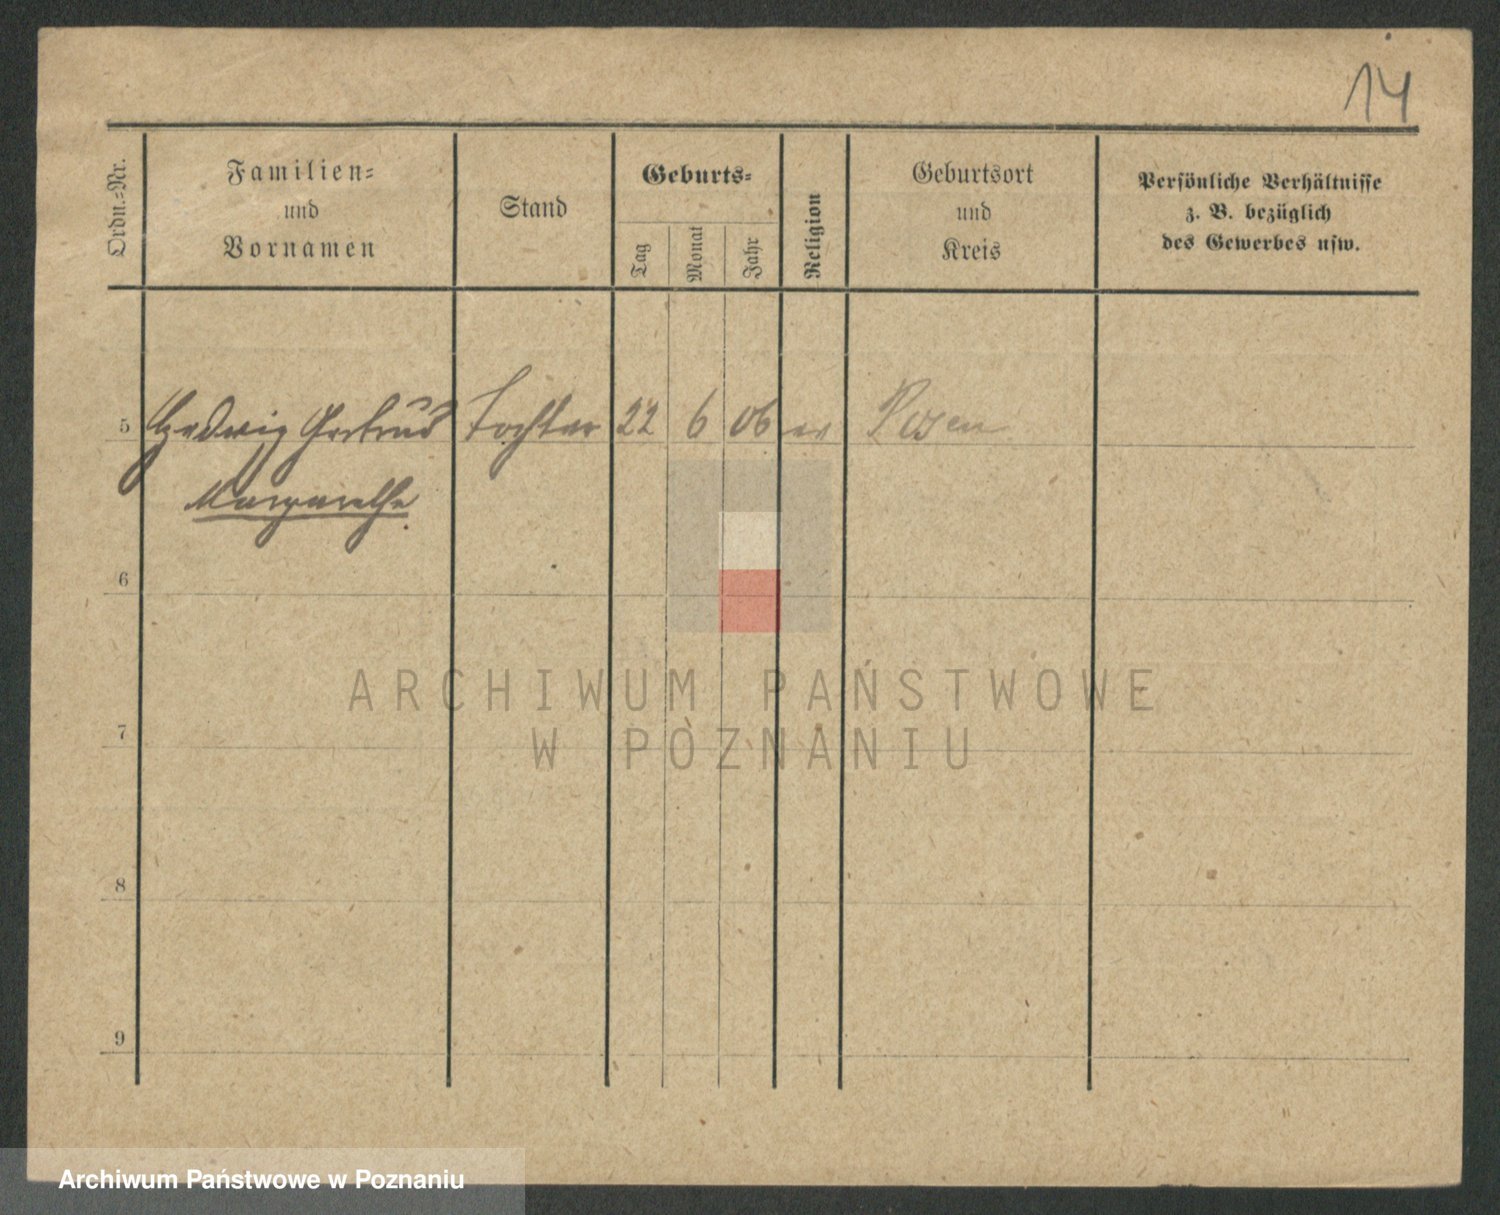 14
Ordn.-Nr.
Familien-
und
Vornamen
Stand
Geburts-
Tag
Monat
Jahr
Religion
Geburtsort
und
Kreis
Persönliche Verhältnisse
z. B. bezüglich
des Gewerbes usw.
5 Hedwig Gertrud Tochter 22 6 06 ev Posen
Margarethe
6
ARCHIWUM PAŃSTWOWE
7
W POZNANIU
8
9
Archiwum Państwowe w Poznaniu